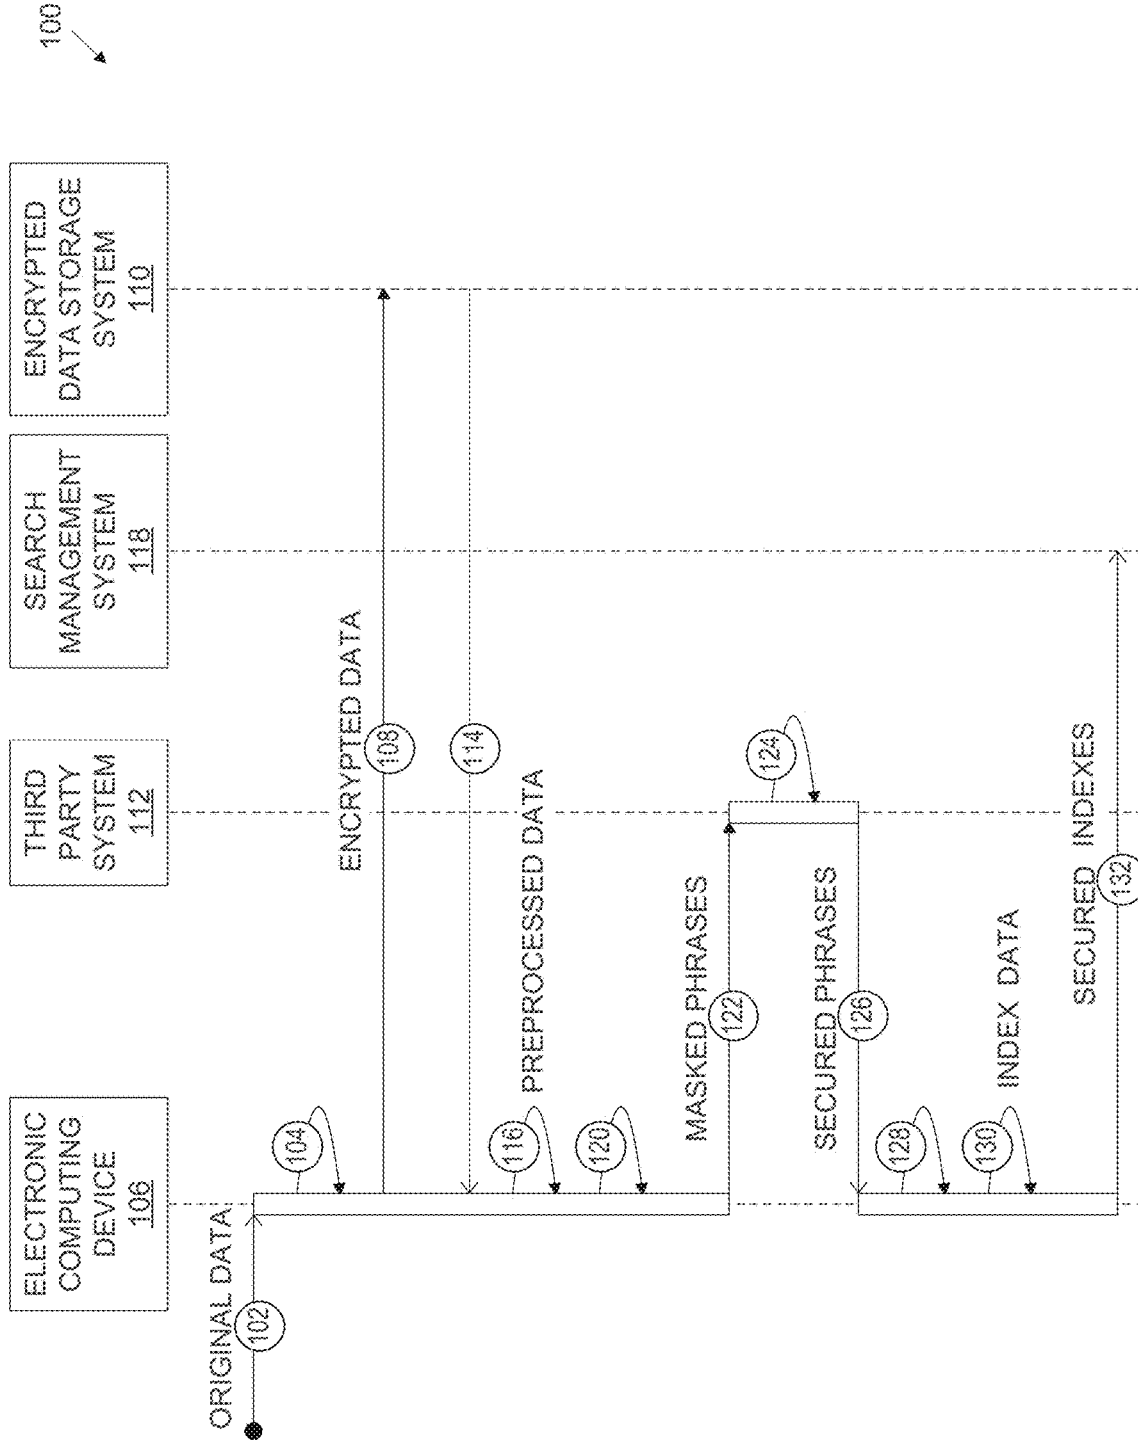 100
ELECTRONIC
COMPUTING
DEVICE
106
THIRD
PARTY
SYSTEM
112
SEARCH
MANAGEMENT
SYSTEM
118
ENCRYPTED
DATA STORAGE
SYSTEM
110
ORIGINAL DATA
102
104
ENCRYPTED DATA
108
114
116
PREPROCESSED DATA
120
MASKED PHRASES
122
124
SECURED PHRASES
126
128
130
INDEX DATA
SECURED INDEXES
132